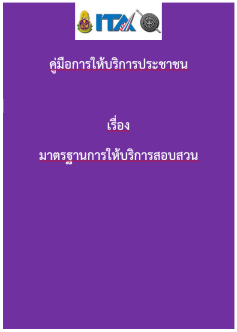 ITA
คู่มือการให้บริการประชาชน
เรื่อง
มาตรฐานการให้บริการสอบสวน